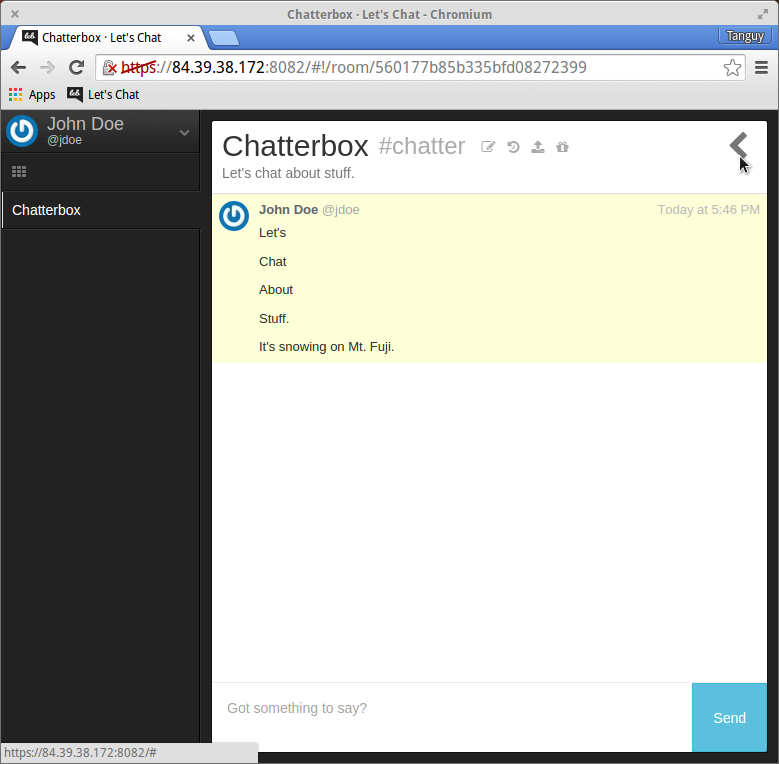 Chatterbox · Let's Chat - Chromium
Chatterbox · Let's Chat
Tanguy
https://84.39.38.172:8082/#!/room/560177b85b335bfd08272399
Apps
Let's Chat
John Doe
@jdoe
Chatterbox
Chatterbox #chatter
Let's chat about stuff.
John Doe @jdoe
Today at 5:46 PM
Let's
Chat
About
Stuff.
It's snowing on Mt. Fuji.
Got something to say?
Send
https://84.39.38.172:8082/#